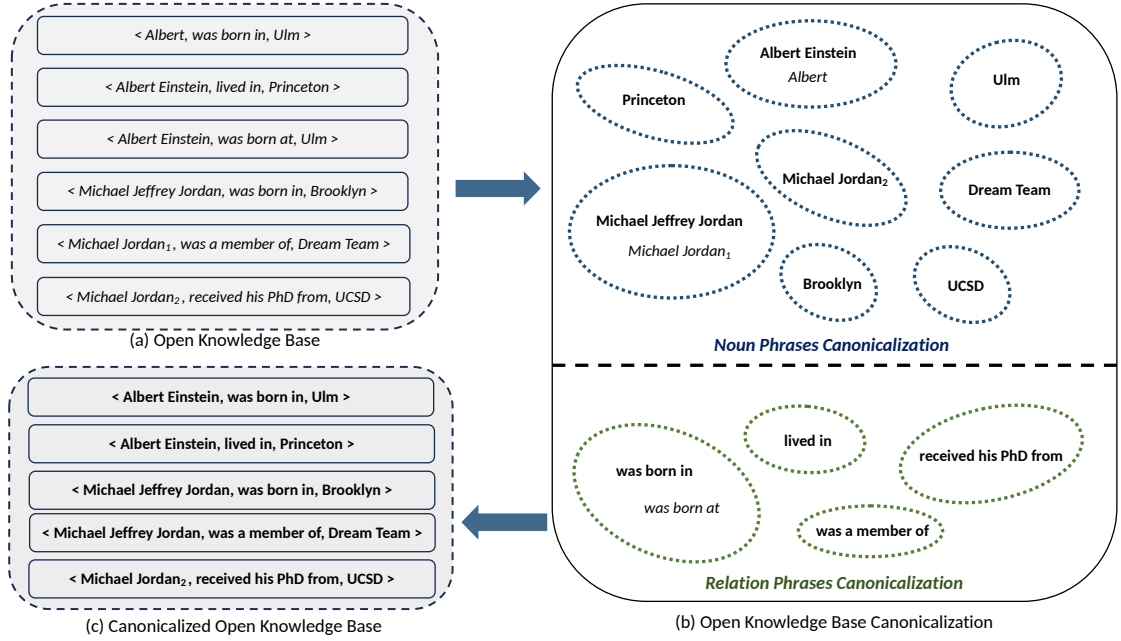 < Albert, was born in, Ulm >
< Albert Einstein, lived in, Princeton >
< Albert Einstein, was born at, Ulm >
< Michael Jeffrey Jordan, was born in, Brooklyn >
< Michael Jordan₁, was a member of, Dream Team >
< Michael Jordan₂, received his PhD from, UCSD >
(a) Open Knowledge Base
Albert Einstein
Albert
Ulm
Princeton
Michael Jordan₂
Dream Team
Michael Jeffrey Jordan
Michael Jordan₁
Brooklyn
UCSD
Noun Phrases Canonicalization
lived in
received his PhD from
was born in
was born at
was a member of
Relation Phrases Canonicalization
(b) Open Knowledge Base Canonicalization
< Albert Einstein, was born in, Ulm >
< Albert Einstein, lived in, Princeton >
< Michael Jeffrey Jordan, was born in, Brooklyn >
< Michael Jeffrey Jordan, was a member of, Dream Team >
< Michael Jordan₂, received his PhD from, UCSD >
(c) Canonicalized Open Knowledge Base